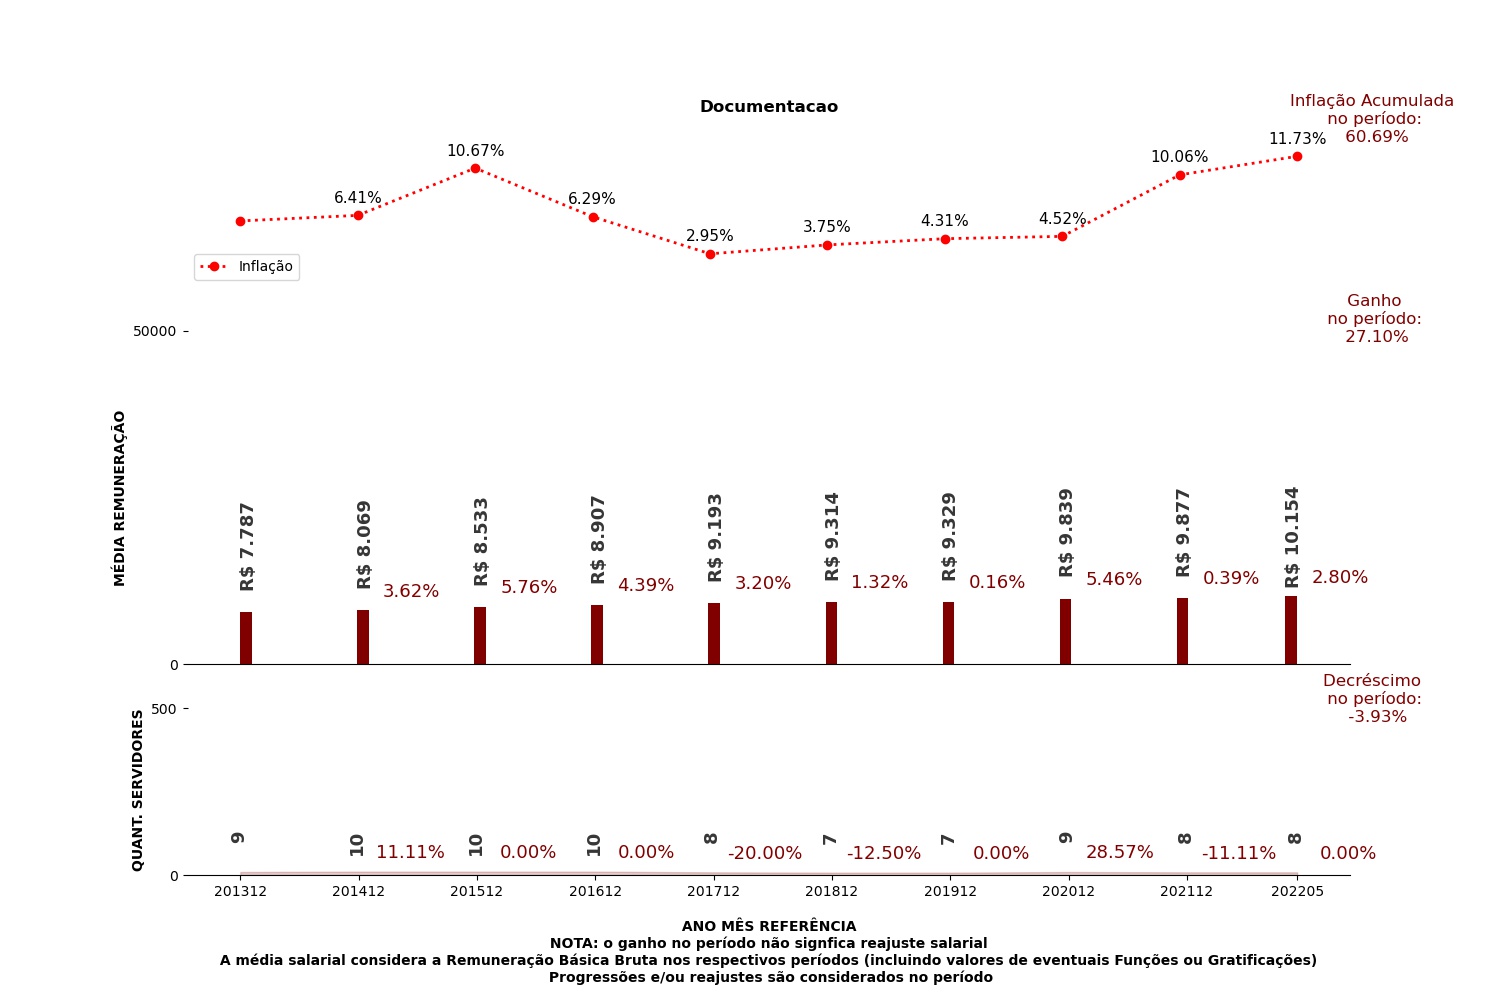 Documentacao
Inflação Acumulada
no período:
60.69%
6.41%
10.67%
6.29%
2.95%
3.75%
4.31%
4.52%
10.06%
11.73%
Inflação
Ganho
no período:
27.10%
50000
0
MÉDIA REMUNERAÇÃO
R$ 7.787
R$ 8.069
R$ 8.533
R$ 8.907
R$ 9.193
R$ 9.314
R$ 9.329
R$ 9.839
R$ 9.877
R$ 10.154
3.62%
5.76%
4.39%
3.20%
1.32%
0.16%
5.46%
0.39%
2.80%
Decréscimo
no período:
-3.93%
500
0
QUANT. SERVIDORES
9
10
10
10
8
7
7
9
8
8
11.11%
0.00%
0.00%
-20.00%
-12.50%
0.00%
28.57%
-11.11%
0.00%
201312
201412
201512
201612
201712
201812
201912
202012
202112
202205
ANO MÊS REFERÊNCIA
NOTA: o ganho no período não signfica reajuste salarial
A média salarial considera a Remuneração Básica Bruta nos respectivos períodos (incluindo valores de eventuais Funções ou Gratificações)
Progressões e/ou reajustes são considerados no período